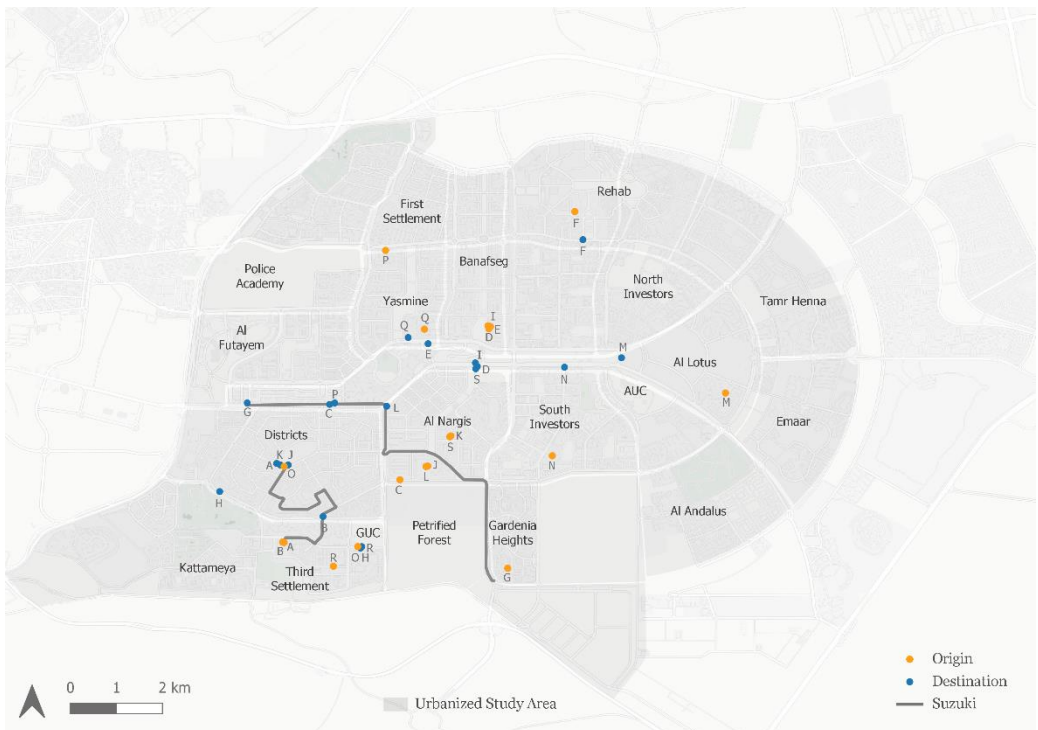 Rehab
F
First
Settlement
F
P
Banafseg
Police
Academy
North
Investors
Tamr Henna
Yasmine
Q
Q
I
E
D
Al
Futayem
E
I
M
D
S
N
Al Lotus
AUC
P
G
C
L
M
Al Nargis
South
Investors
Emaar
Districts
K
S
K
J
A
O
J
L
N
C
H
Petrified
Forest
Gardenia
Heights
Al Andalus
B
GUC
B
A
O
R
H
R
Kattameya
Third
Settlement
G
Origin
0
1
2 km
Destination
Urbanized Study Area
Suzuki